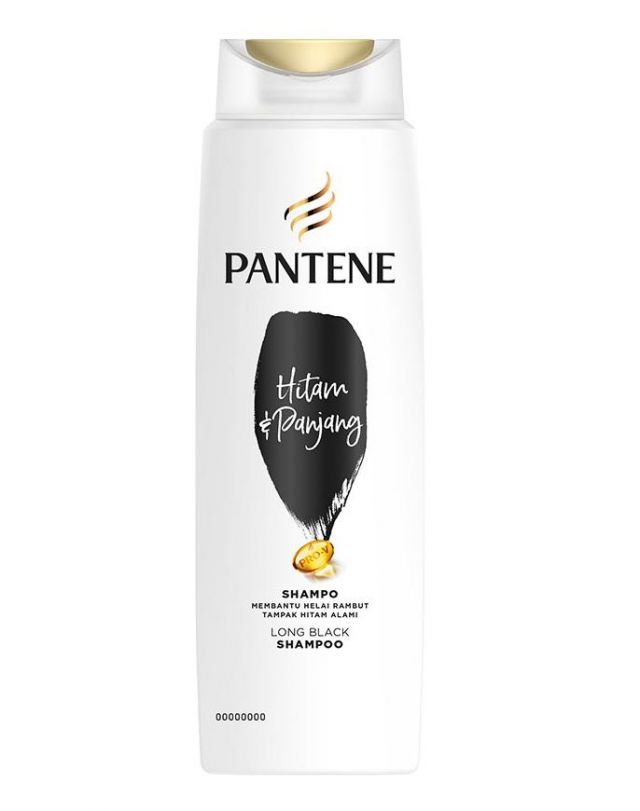 PANTENE
Hitam
& Panjang
PRO-V
SHAMPO
MEMBANTU HELAI RAMBUT
TAMPAK HITAM ALAMI
LONG BLACK
SHAMPOO
00000000